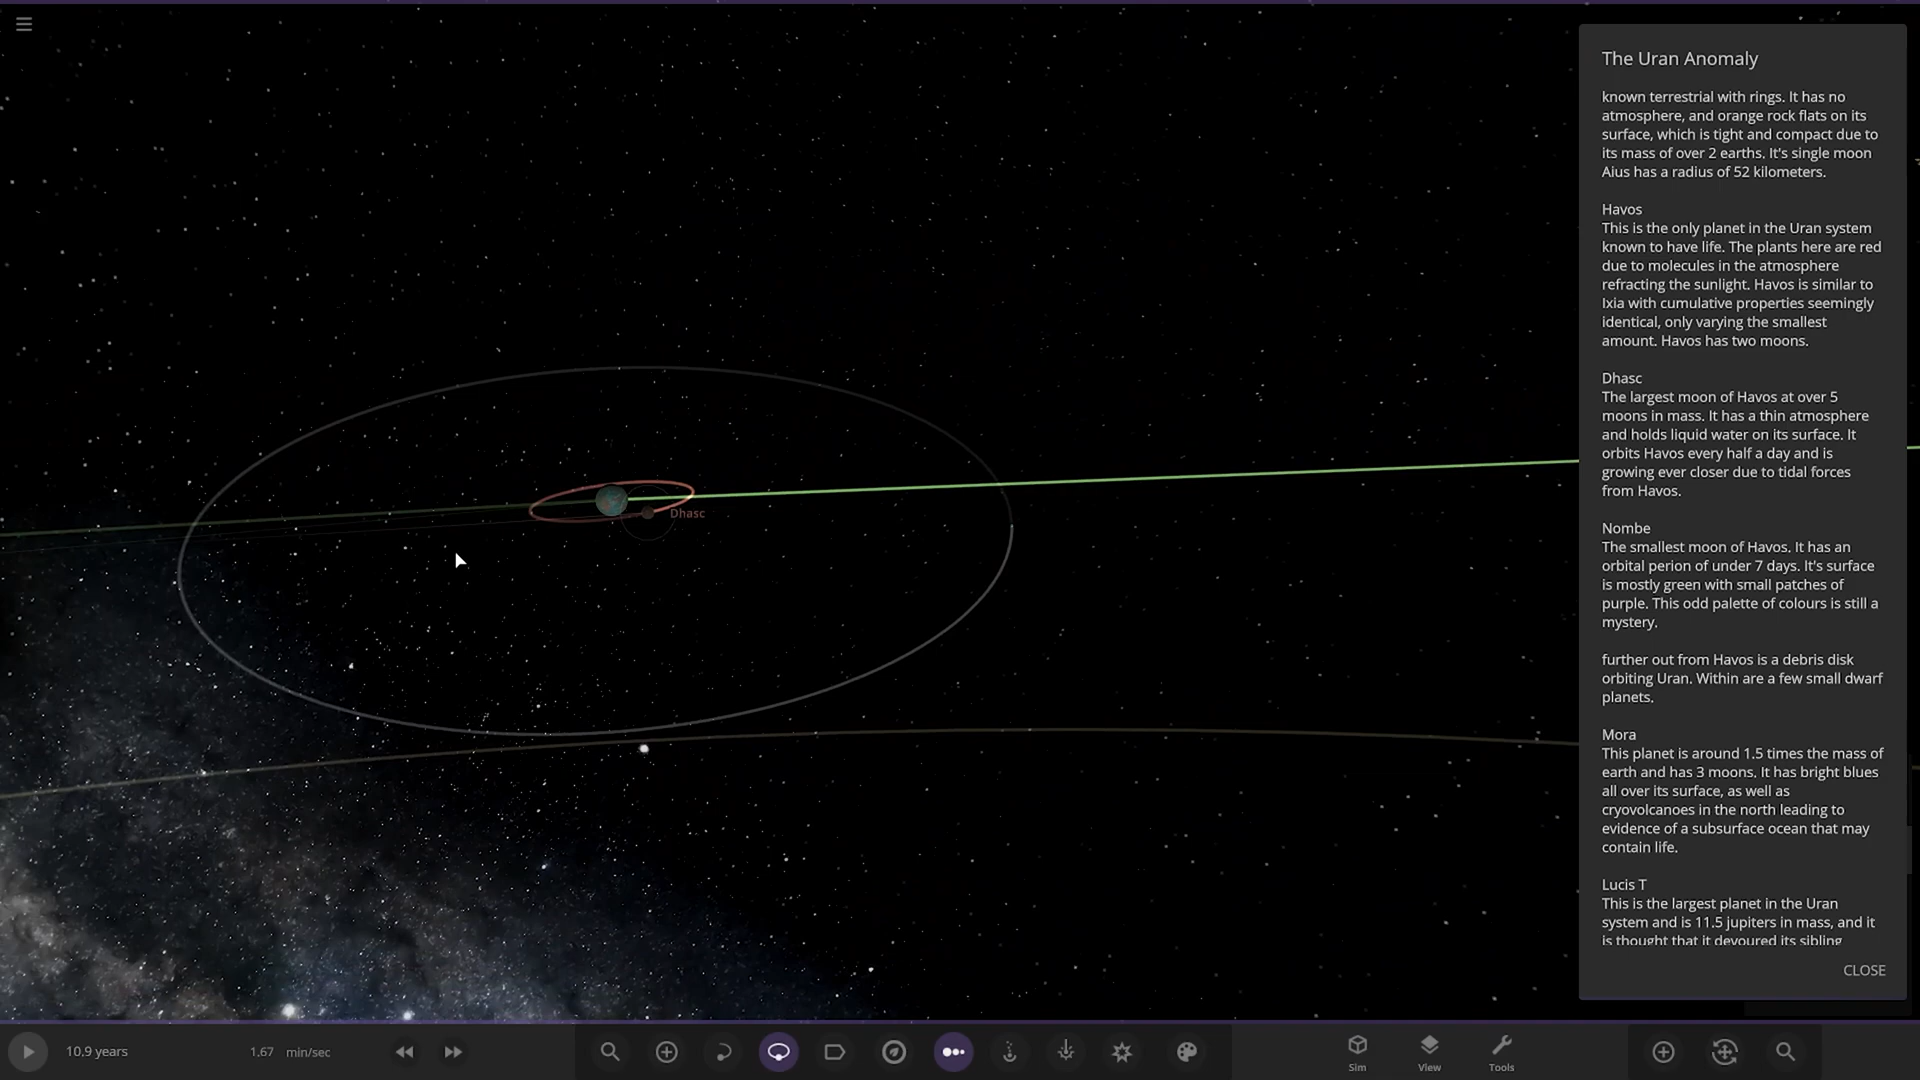 The Uran Anomaly
known terrestrial with rings. It has no
atmosphere, and orange rock flats on its
surface, which is tight and compact due to
its mass of over 2 earths. It's single moon
Aius has a radius of 52 kilometers.
Havos
This is the only planet in the Uran system
known to have life. The plants here are red
due to molecules in the atmosphere
refracting the sunlight. Havos is similar to
Ixia with cumulative properties seemingly
identical, only varying the smallest
amount. Havos has two moons.
Dhasc
The largest moon of Havos at over 5
moons in mass. It has a thin atmosphere
and holds liquid water on its surface. It
orbits Havos every half a day and is
growing ever closer due to tidal forces
from Havos.
Nombe
The smallest moon of Havos. It has an
orbital perion of under 7 days. It's surface
is mostly green with small patches of
purple. This odd palette of colours is still a
mystery.
further out from Havos is a debris disk
orbiting Uran. Within are a few small dwarf
planets.
Mora
This planet is around 1.5 times the mass of
earth and has 3 moons. It has bright blues
all over its surface, as well as
cryovolcanoes in the north leading to
evidence of a subsurface ocean that may
contain life.
Lucis T
This is the largest planet in the Uran
system and is 11.5 jupiters in mass, and it
is thought that it devoured its sibling
CLOSE
Dhasc
10.9 years
1.67 min/sec
Sim
View
Tools